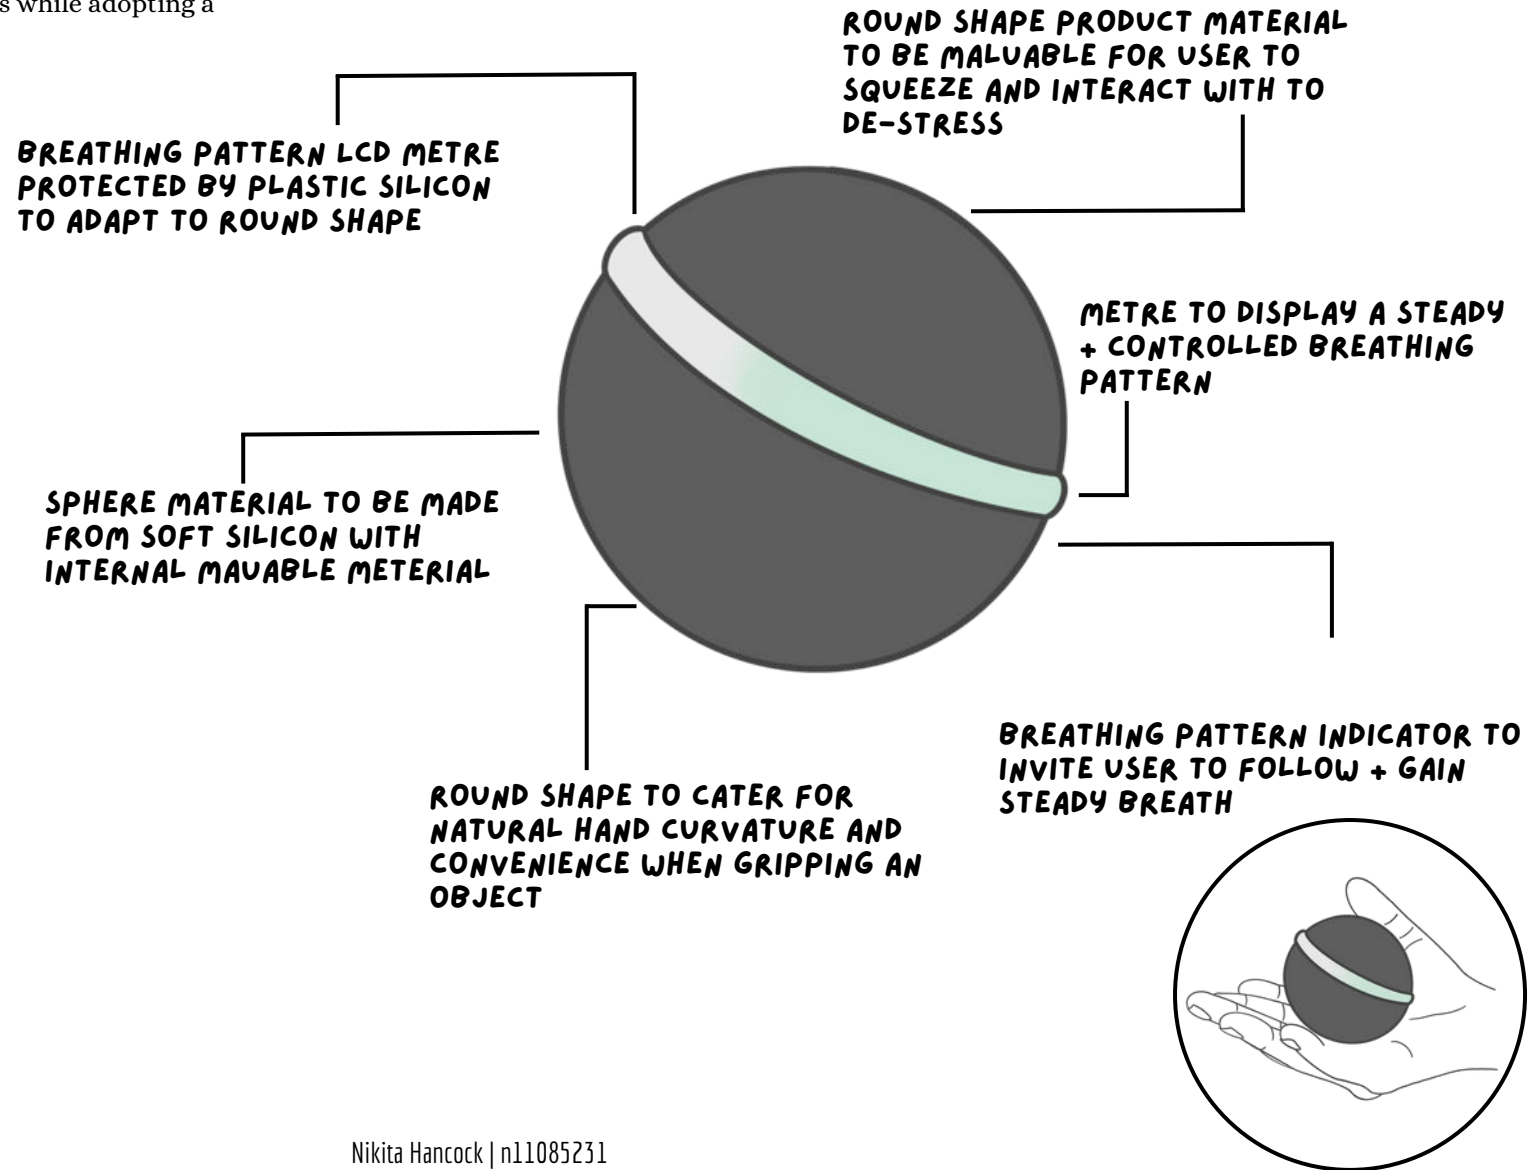 s while adopting a
ROUND SHAPE PRODUCT MATERIAL
TO BE MALUABLE FOR USER TO
SQUEEZE AND INTERACT WITH TO
DE-STRESS
BREATHING PATTERN LCD METRE
PROTECTED BY PLASTIC SILICON
TO ADAPT TO ROUND SHAPE
METRE TO DISPLAY A STEADY
+ CONTROLLED BREATHING
PATTERN
SPHERE MATERIAL TO BE MADE
FROM SOFT SILICON WITH
INTERNAL MAUABLE METERIAL
BREATHING PATTERN INDICATOR TO
INVITE USER TO FOLLOW + GAIN
STEADY BREATH
ROUND SHAPE TO CATER FOR
NATURAL HAND CURVATURE AND
CONVENIENCE WHEN GRIPPING AN
OBJECT
Nikita Hancock | n11085231